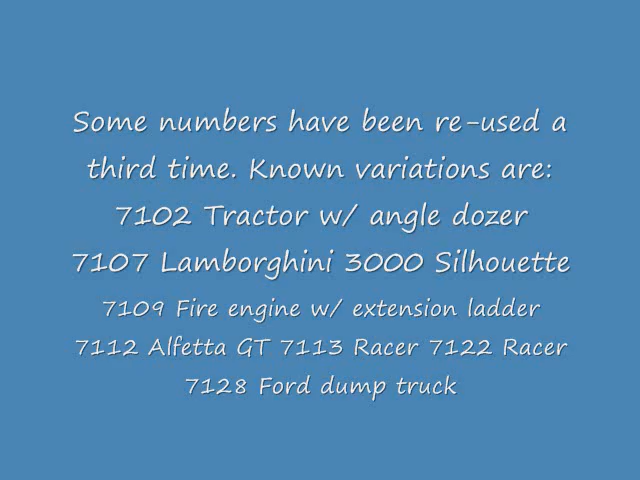 Some numbers have been re-used a
third time. Known variations are:
7102 Tractor w/ angle dozer
7107 Lamborghini 3000 Silhouette
7109 Fire engine w/ extension ladder
7112 Alfetta GT 7113 Racer 7122 Racer
7128 Ford dump truck